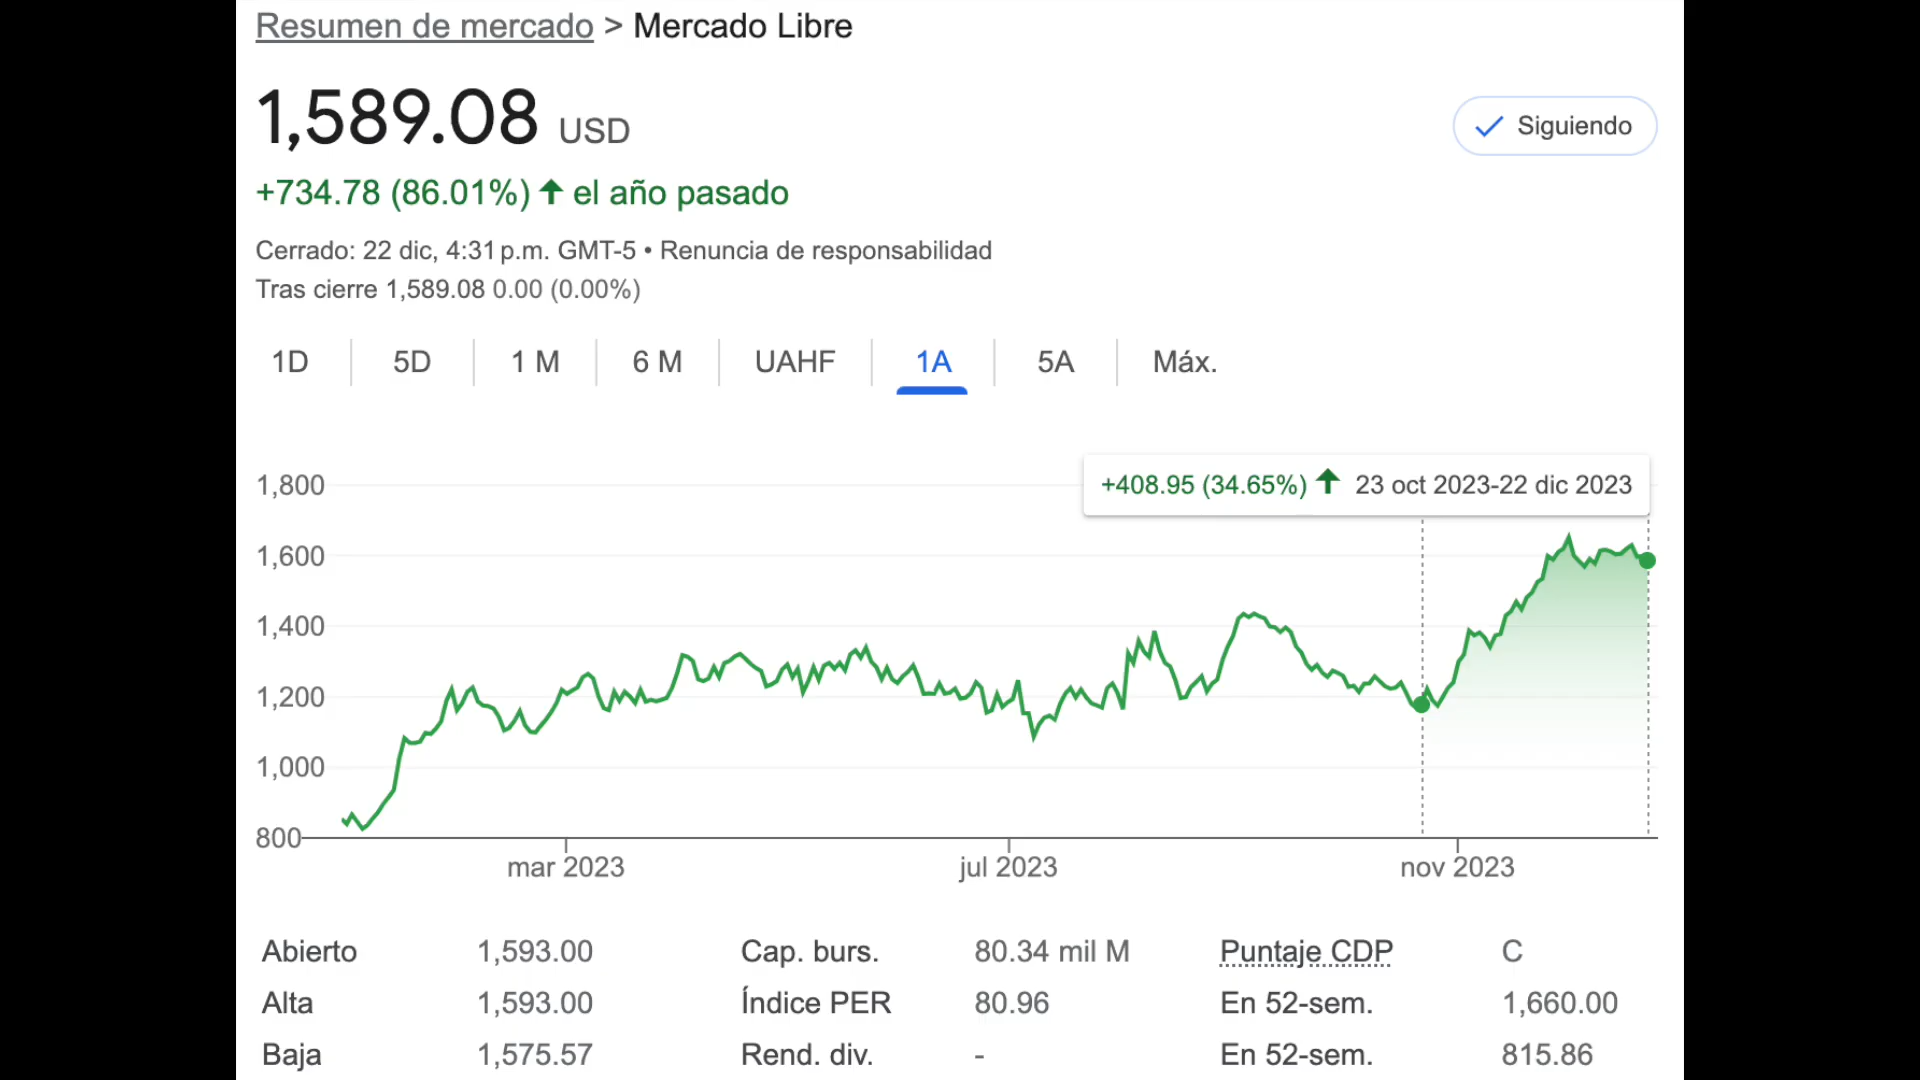 Resumen de mercado > Mercado Libre
1,589.08 USD
Siguiendo
+734.78 (86.01%) ↑ el año pasado
Cerrado: 22 dic, 4:31 p.m. GMT-5 • Renuncia de responsabilidad
Tras cierre 1,589.08 0.00 (0.00%)
1D 5D 1 M 6 M UAHF 1A 5A Máx.
+408.95 (34.65%) ↑ 23 oct 2023-22 dic 2023
1,800
1,600
1,400
1,200
1,000
800
mar 2023 jul 2023 nov 2023
Abierto 1,593.00 Cap. burs. 80.34 mil M Puntaje CDP C
Alta 1,593.00 Índice PER 80.96 En 52-sem. 1,660.00
Baja 1,575.57 Rend. div. - En 52-sem. 815.86